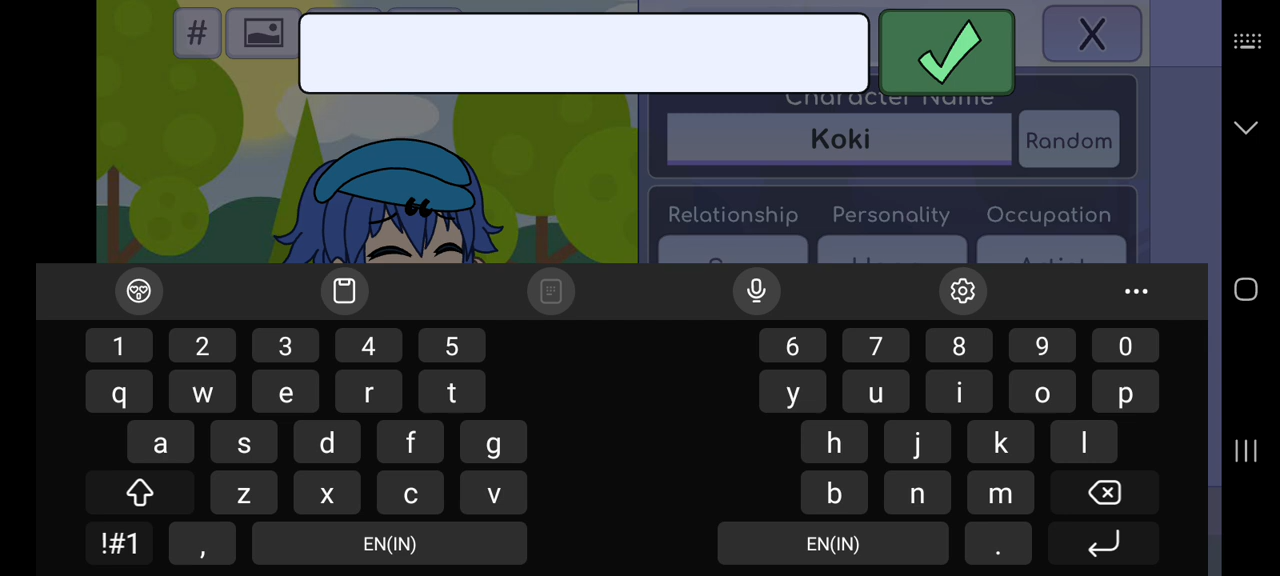 #
X
Character Name
Koki
Random
Relationship Personality Occupation
Artist
1 2 3 4 5 6 7 8 9 0
q w e r t y u i o p
a s d f g h j k l
z x c v b n m
!#1 , EN(IN) EN(IN) .